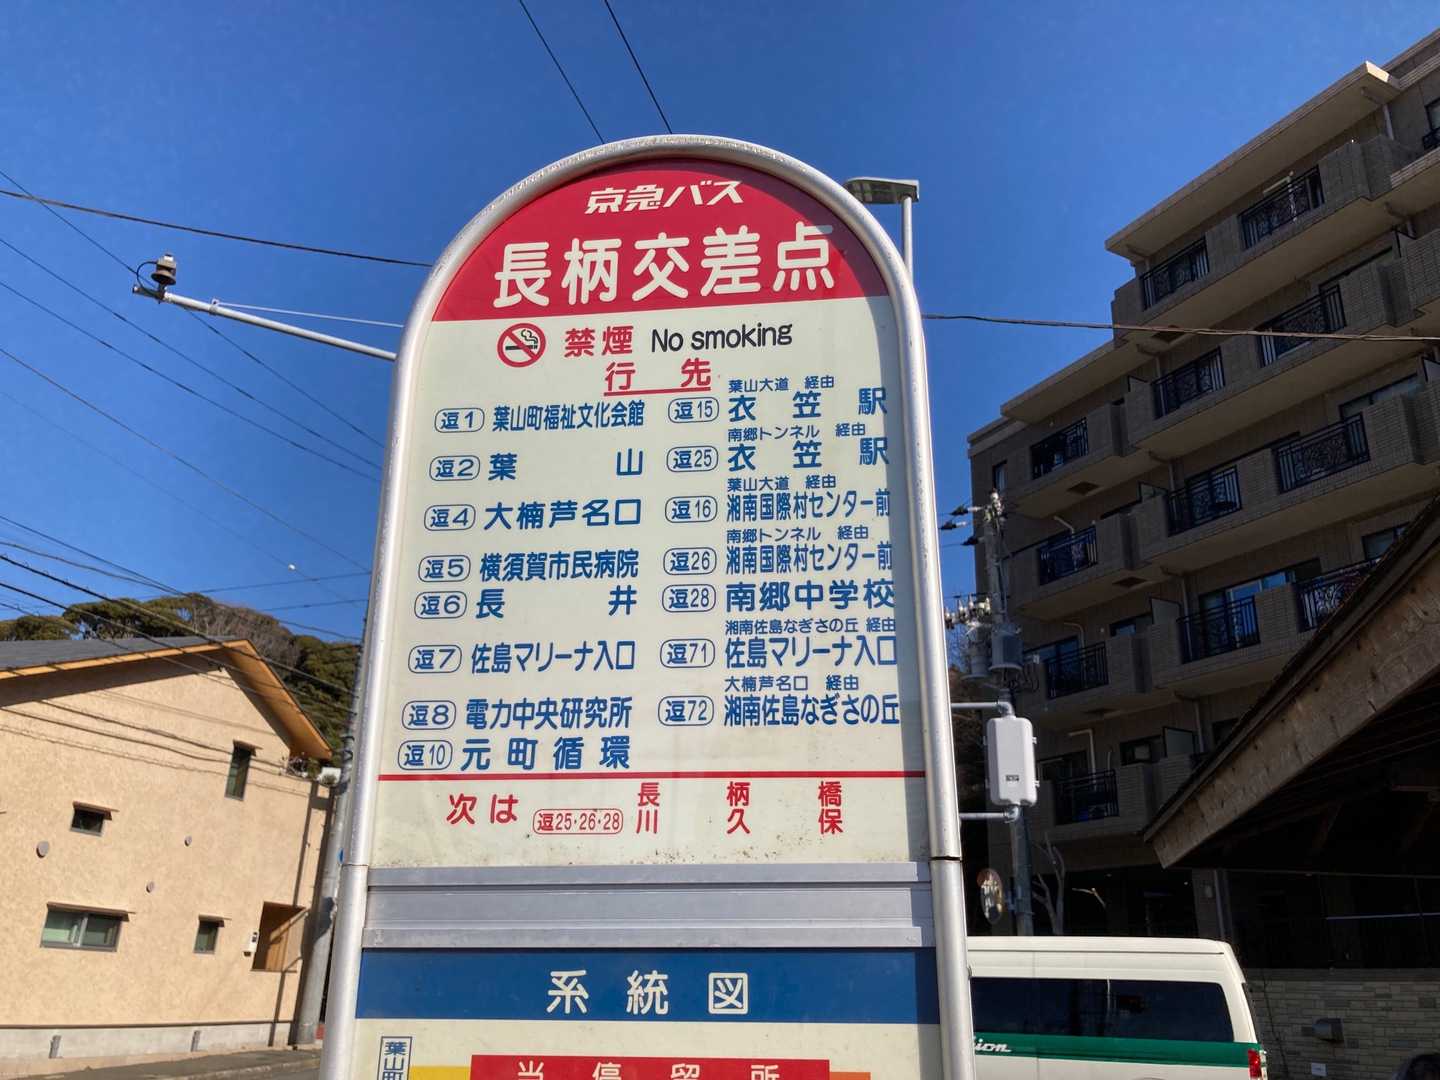 京急バス
長柄交差点
禁煙 No smoking
行先
逗1 葉山町福祉文化会館
逗2 葉山
逗4 大楠芦名口
逗5 横須賀市民病院
逗6 長井
逗7 佐島マリーナ入口
逗8 電力中央研究所
逗10 元町循環
葉山大道 経由
逗15 衣笠駅
南郷トンネル 経由
逗25 衣笠駅
葉山大道 経由
逗16 湘南国際村センター前
南郷トンネル 経由
逗26 湘南国際村センター前
逗28 南郷中学校
湘南佐島なぎさの丘 経由
逗71 佐島マリーナ入口
大楠芦名口 経由
逗72 湘南佐島なぎさの丘
次は 長柄橋
逗25・26・28 川久保
系統図
葉山町
当停留所